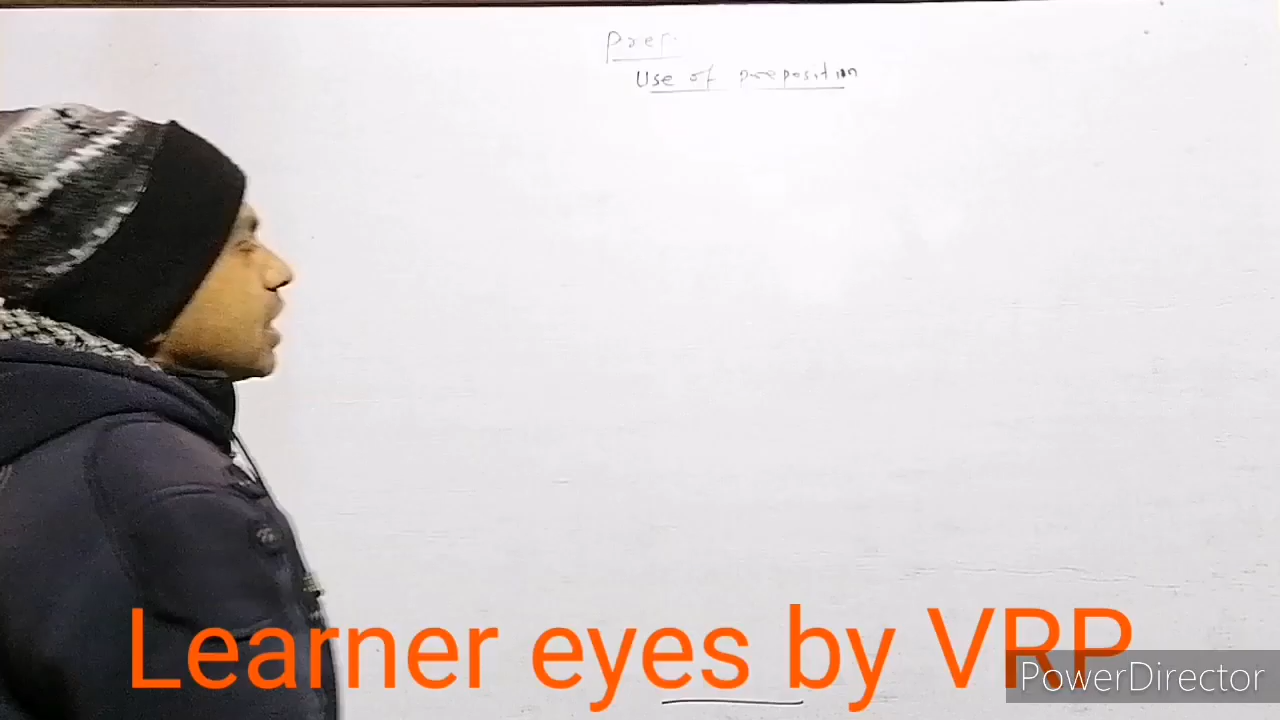 Prep.
Use of preposition
Learner eyes by VRP
PowerDirector